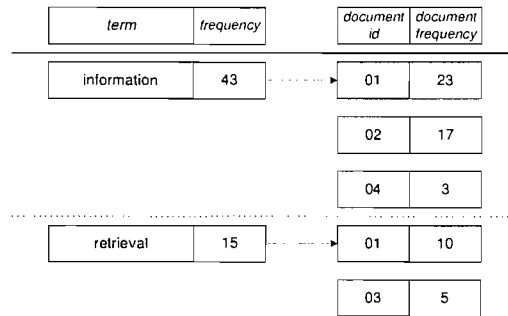 term frequency document id document frequency
information 43 01 23
02 17
04 3
retrieval 15 01 10
03 5